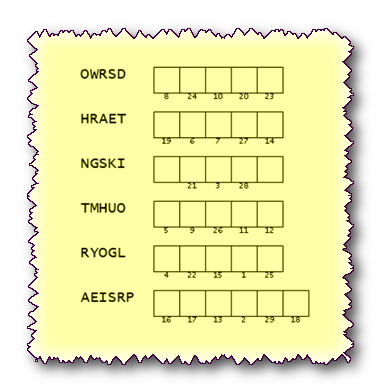 OWRSD
8 24 10 20 23
HRAET
19 6 7 27 14
NGSKI
21 3 28
TMHUO
5 9 26 11 12
RYOGL
4 22 15 1 25
AEISRP
16 17 13 2 29 18